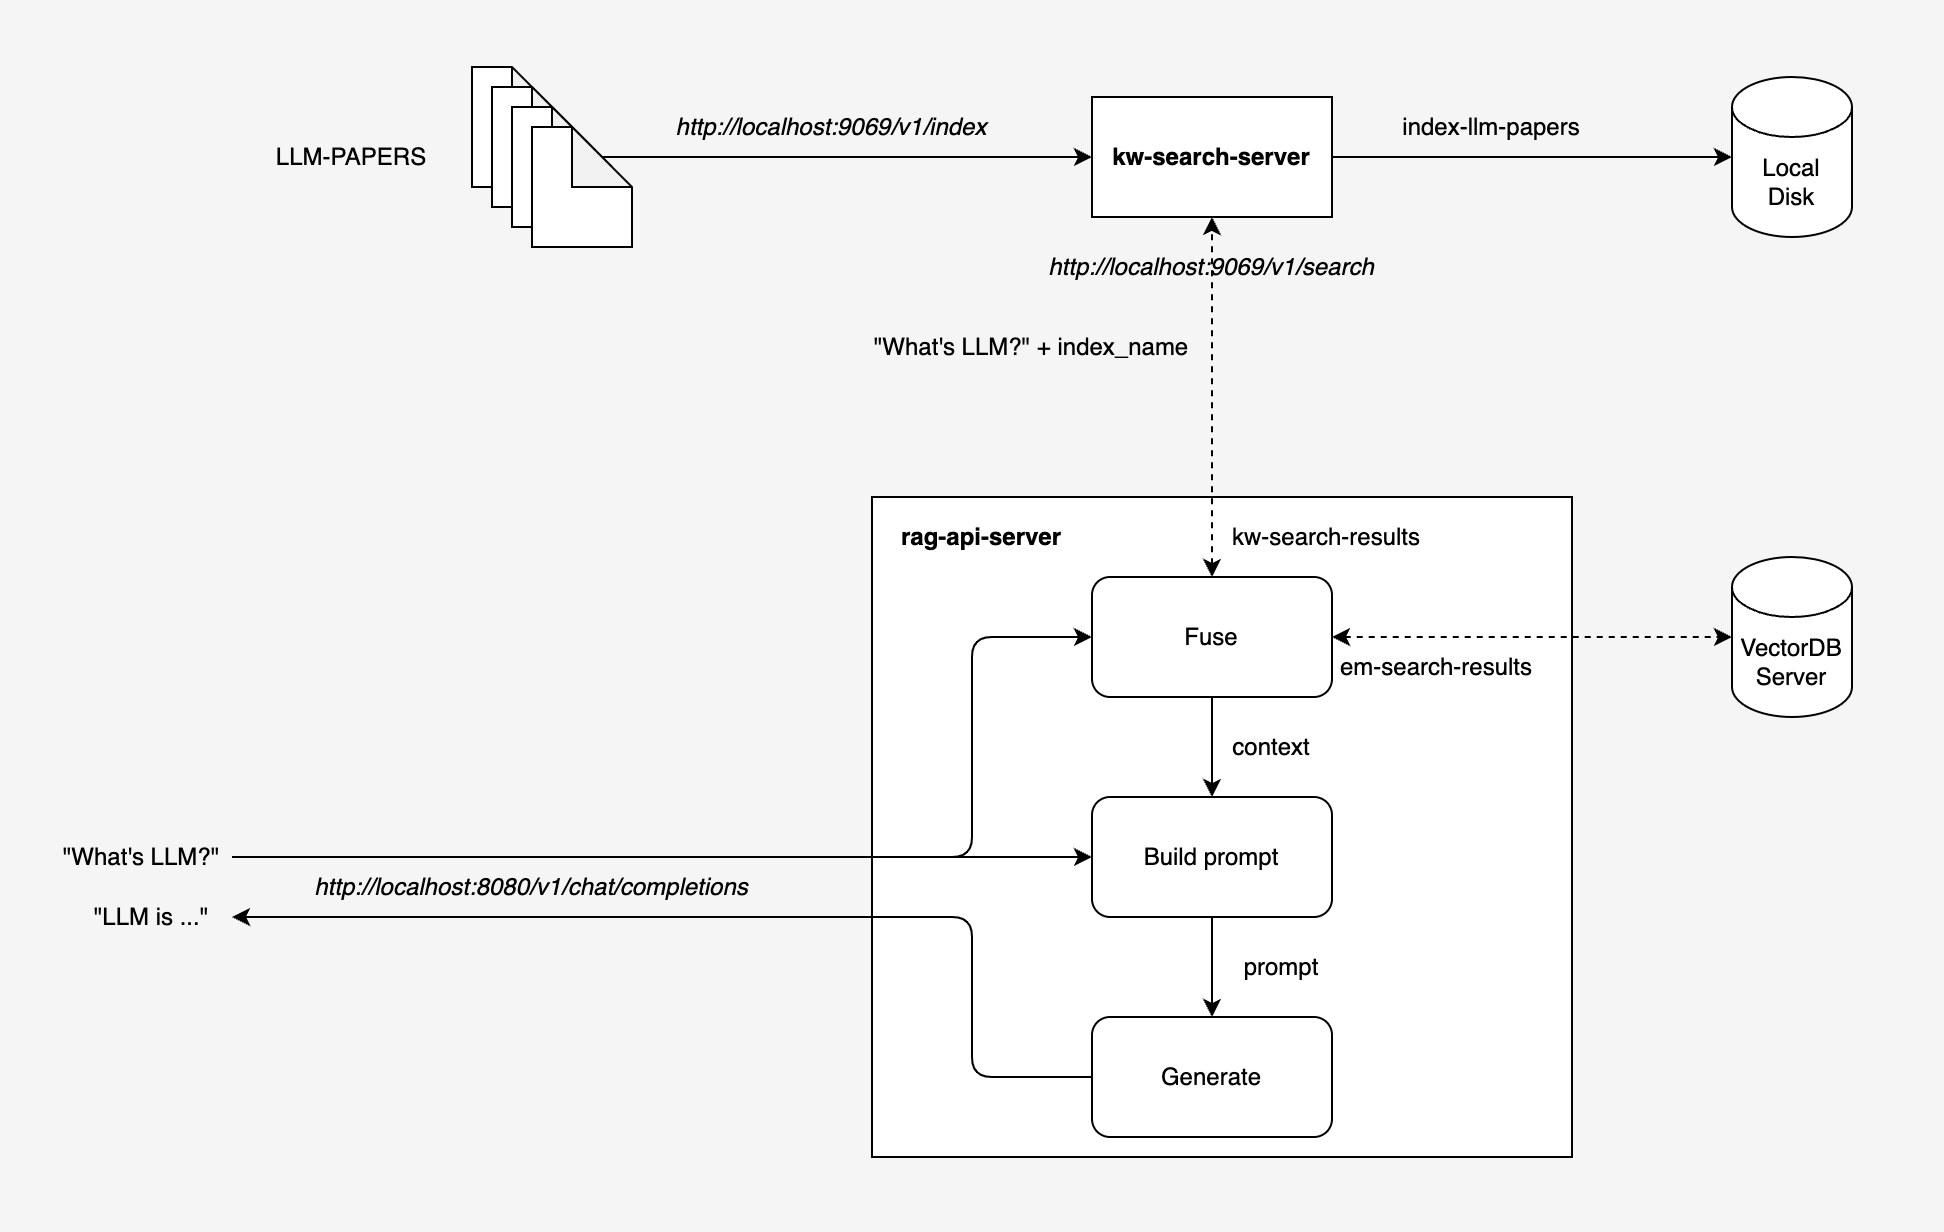 LLM-PAPERS
http://localhost:9069/v1/index
kw-search-server
index-llm-papers
Local
Disk
http://localhost:9069/v1/search
"What's LLM?" + index_name
rag-api-server
kw-search-results
Fuse
em-search-results
VectorDB
Server
context
"What's LLM?"
Build prompt
http://localhost:8080/v1/chat/completions
"LLM is ..."
prompt
Generate